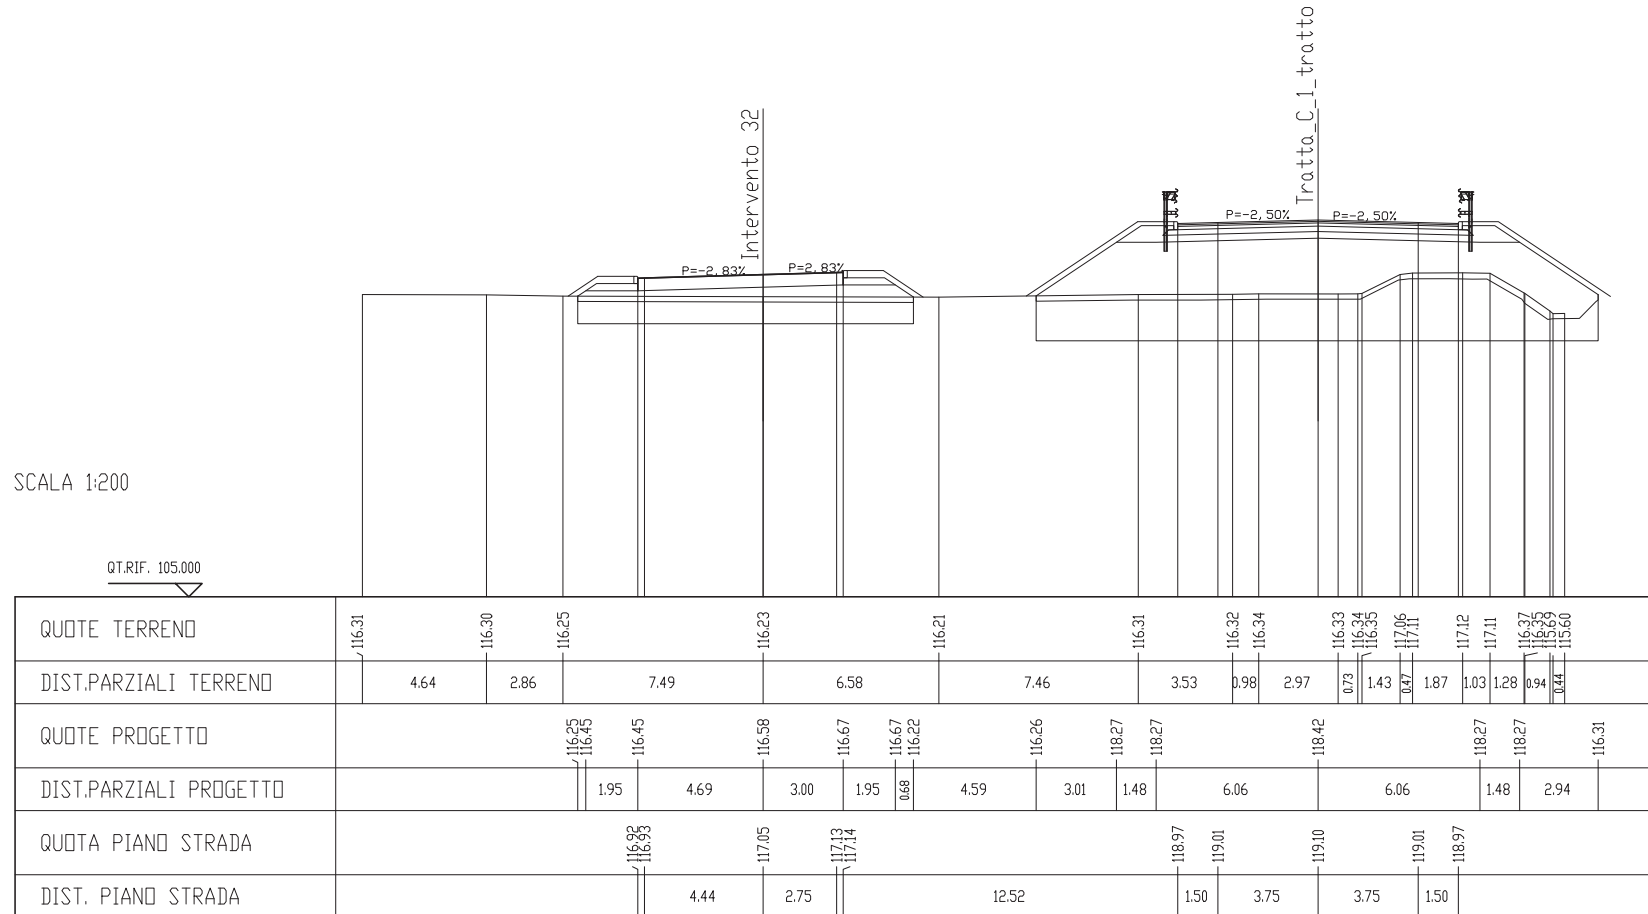 Tratta_C_1_tratto
Intervento 32
P=-2,50% P=-2,50%
P=-2,83% P=2,83%
SCALA 1:200
QT.RIF. 105.000
QUOTE TERRENO 116.31 116.30 116.25 116.23 116.21 116.31 116.32 116.34 116.33 116.34 116.35 117.06 117.11 117.12 117.11 116.37 116.35 115.69 115.60
DIST.PARZIALI TERRENO 4.64 2.86 7.49 6.58 7.46 3.53 0.98 2.97 0.73 1.43 0.47 1.87 1.03 1.28 0.94 0.44
QUOTE PROGETTO 116.25 116.45 116.45 116.58 116.67 116.67 116.22 116.26 118.27 118.27 118.42 118.27 118.27 116.31
DIST.PARZIALI PROGETTO 1.95 4.69 3.00 1.95 0.68 4.59 3.01 1.48 6.06 6.06 1.48 2.94
QUOTA PIANO STRADA 116.92 116.93 117.05 117.13 117.14 118.97 119.01 119.10 119.01 118.97
DIST. PIANO STRADA 4.44 2.75 12.52 1.50 3.75 3.75 1.50